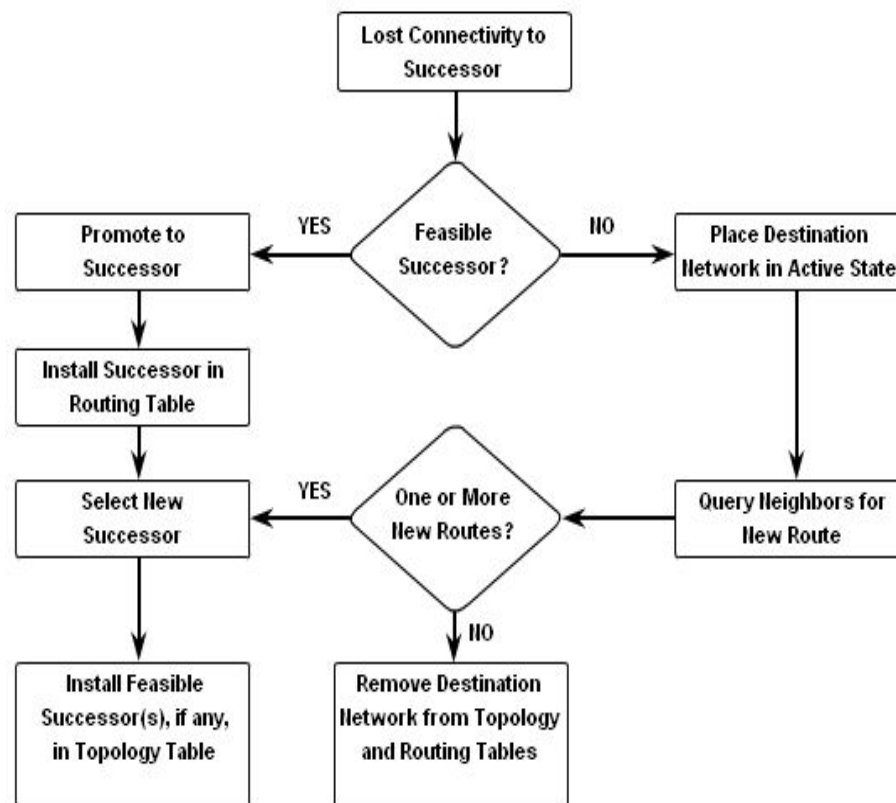 Lost Connectivity to
Successor
YES
Feasible
Successor?
NO
Promote to
Successor
Place Destination
Network in Active State
Install Successor in
Routing Table
Select New
Successor
YES
One or More
New Routes?
Query Neighbors for
New Route
NO
Install Feasible
Successor(s), if any,
in Topology Table
Remove Destination
Network from Topology
and Routing Tables